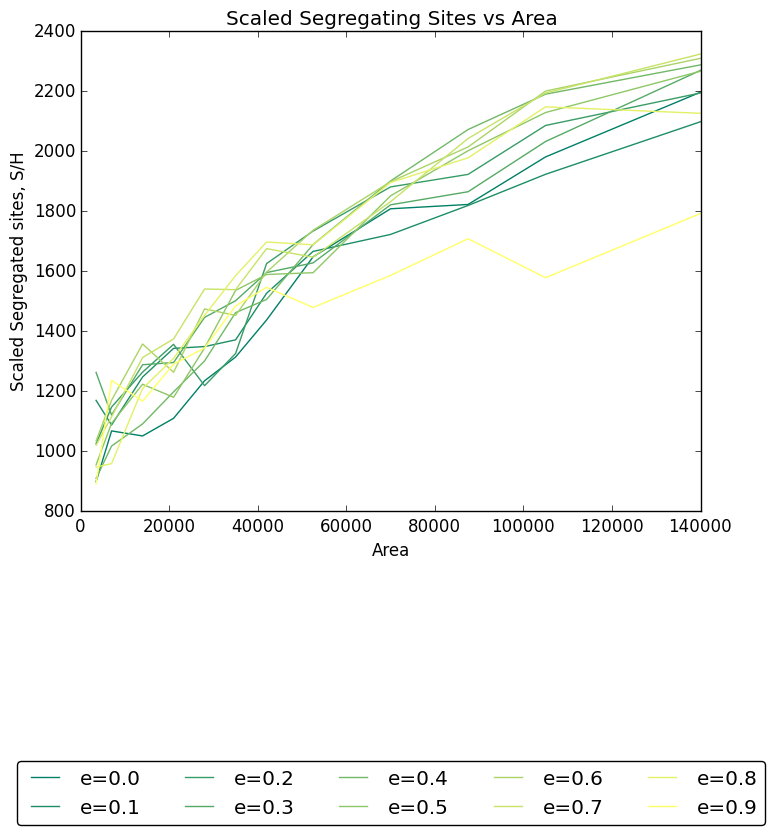 Scaled Segregating Sites vs Area
2400
2200
2000
1800
1600
1400
1200
1000
800
Scaled Segregated sites, S/H
0 20000 40000 60000 80000 100000 120000 140000
Area
e=0.0 e=0.2 e=0.4 e=0.6 e=0.8
e=0.1 e=0.3 e=0.5 e=0.7 e=0.9